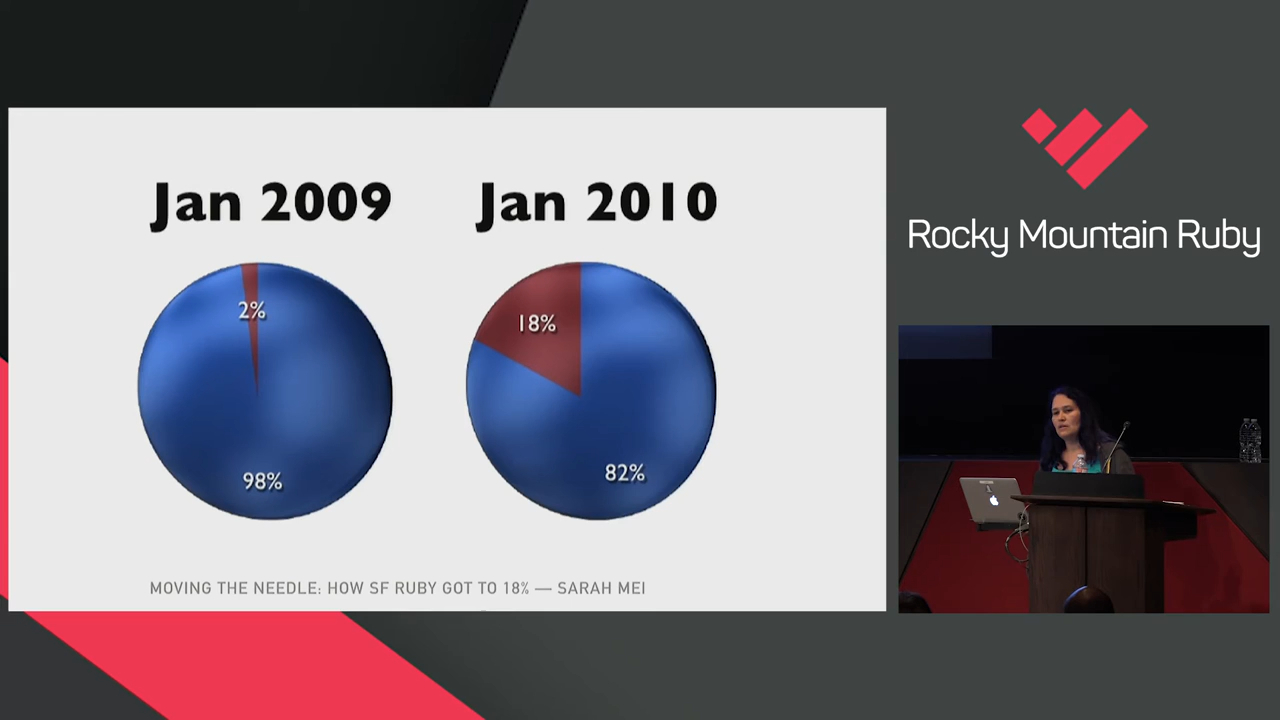 Jan 2009
Jan 2010
2%
98%
18%
82%
MOVING THE NEEDLE: HOW SF RUBY GOT TO 18% — SARAH MEI
Rocky Mountain Ruby